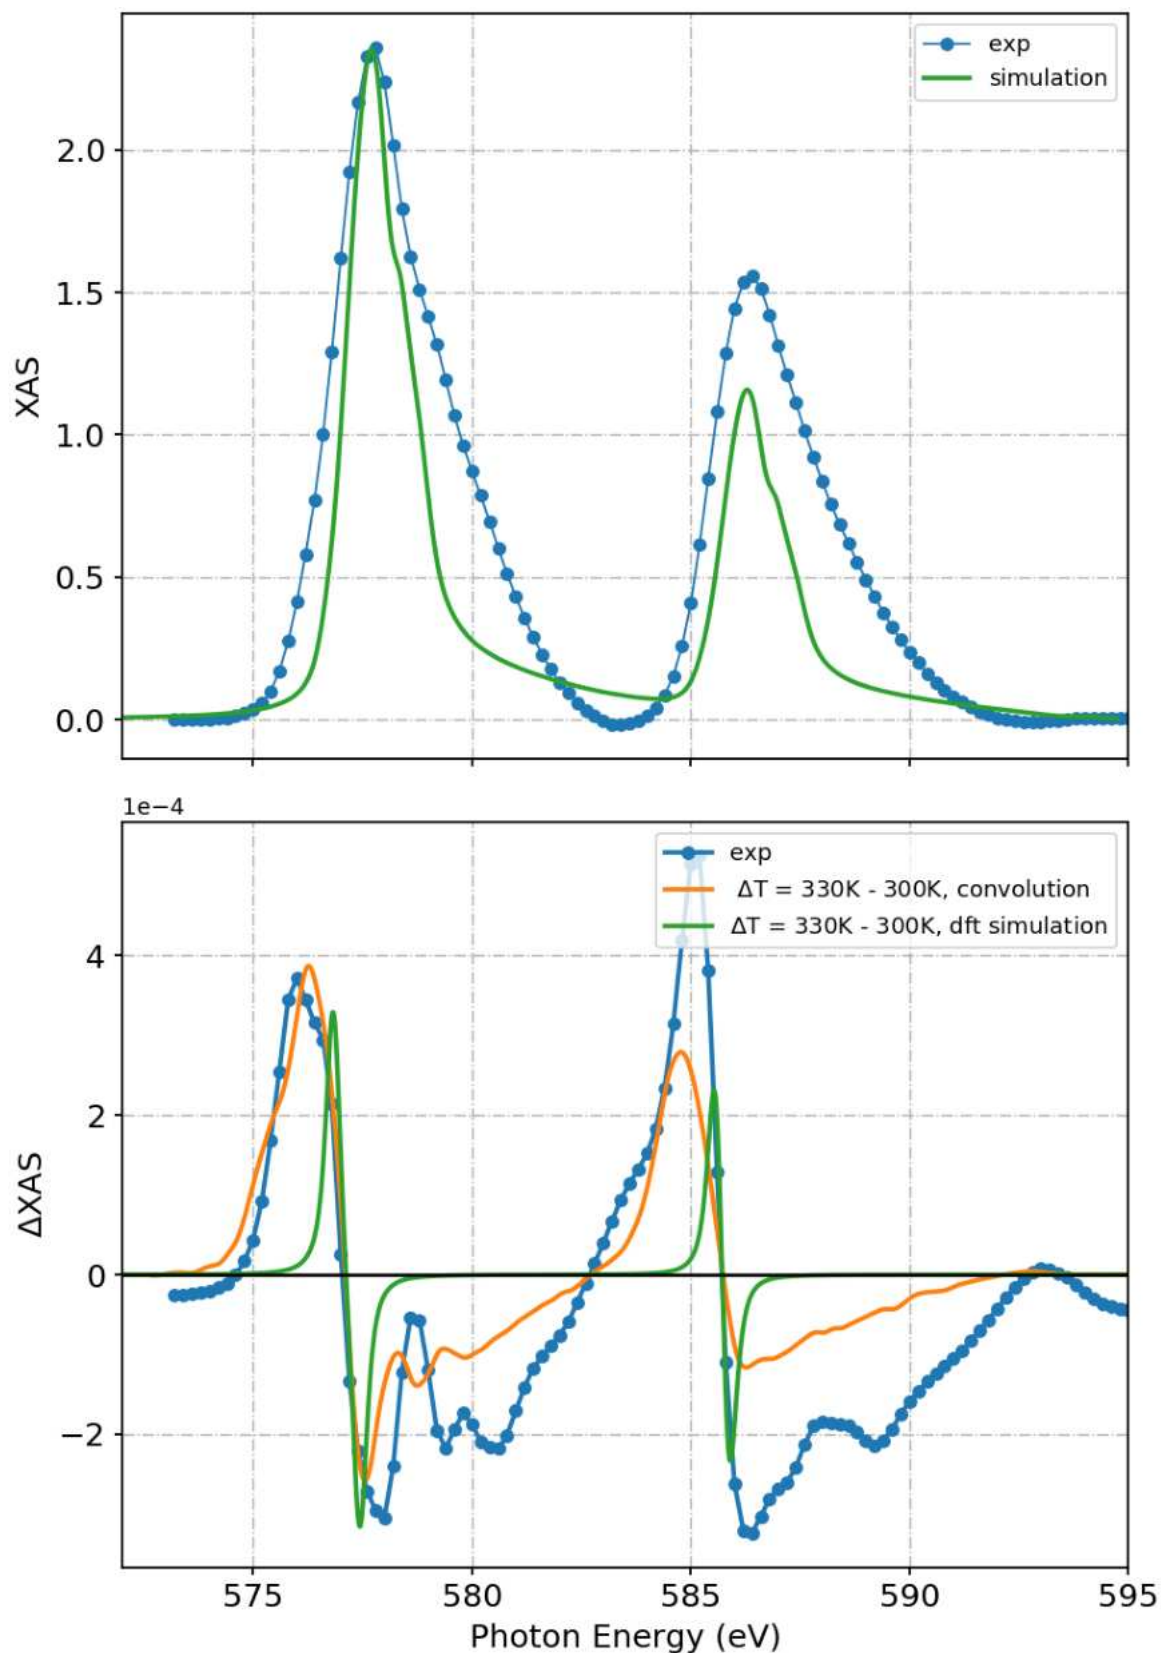 exp
simulation
2.0
1.5
1.0
0.5
0.0
XAS
1e−4
exp
ΔT = 330K - 300K, convolution
ΔT = 330K - 300K, dft simulation
4
2
0
−2
ΔXAS
575 580 585 590 595
Photon Energy (eV)